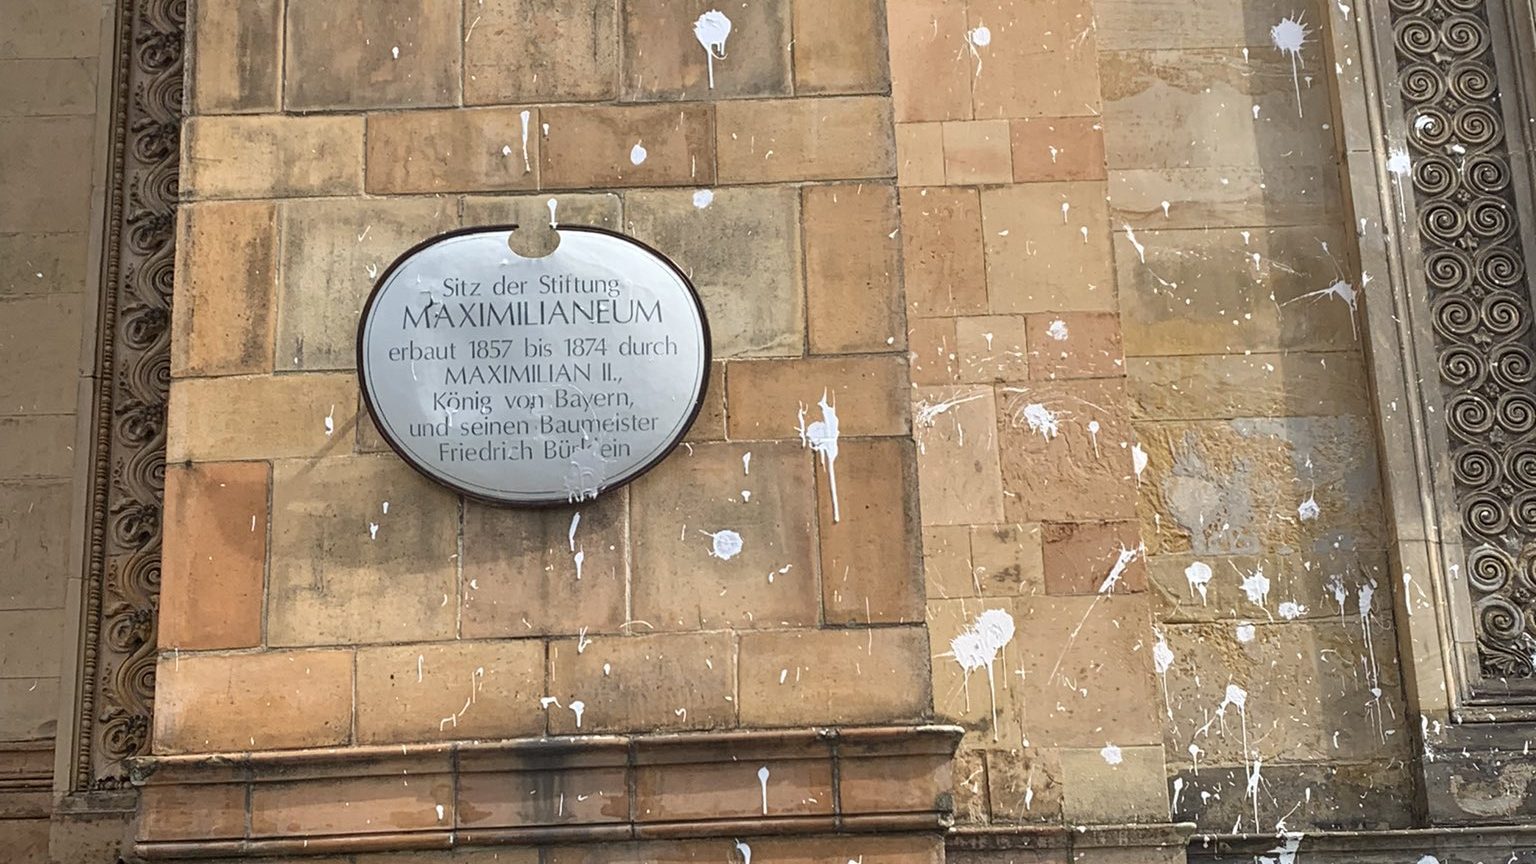 Sitz der Stiftung
MAXIMILIANEUM
erbaut 1857 bis 1874 durch
MAXIMILIAN II.,
König von Bayern,
und seinen Baumeister
Friedrich